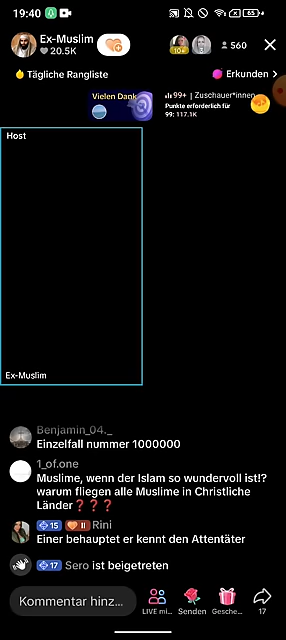 19:40
65
Ex-Muslim
20.5K
10
560
Tägliche Rangliste
Erkunden >
Vielen Dank
99+ | Zuschauer*innen
Punkte erforderlich für
99: 117.1K
Host
Ex-Muslim
Benjamin_04._
Einzelfall nummer 1000000
1_of.one
Muslime, wenn der Islam so wundervoll ist!?
warum fliegen alle Muslime in Christliche
Länder❓❓❓
15 II Rini
Einer behauptet er kennt den Attentäter
17 Sero ist beigetreten
Kommentar hinz...
LIVE mi...
Senden
Gesche...
17